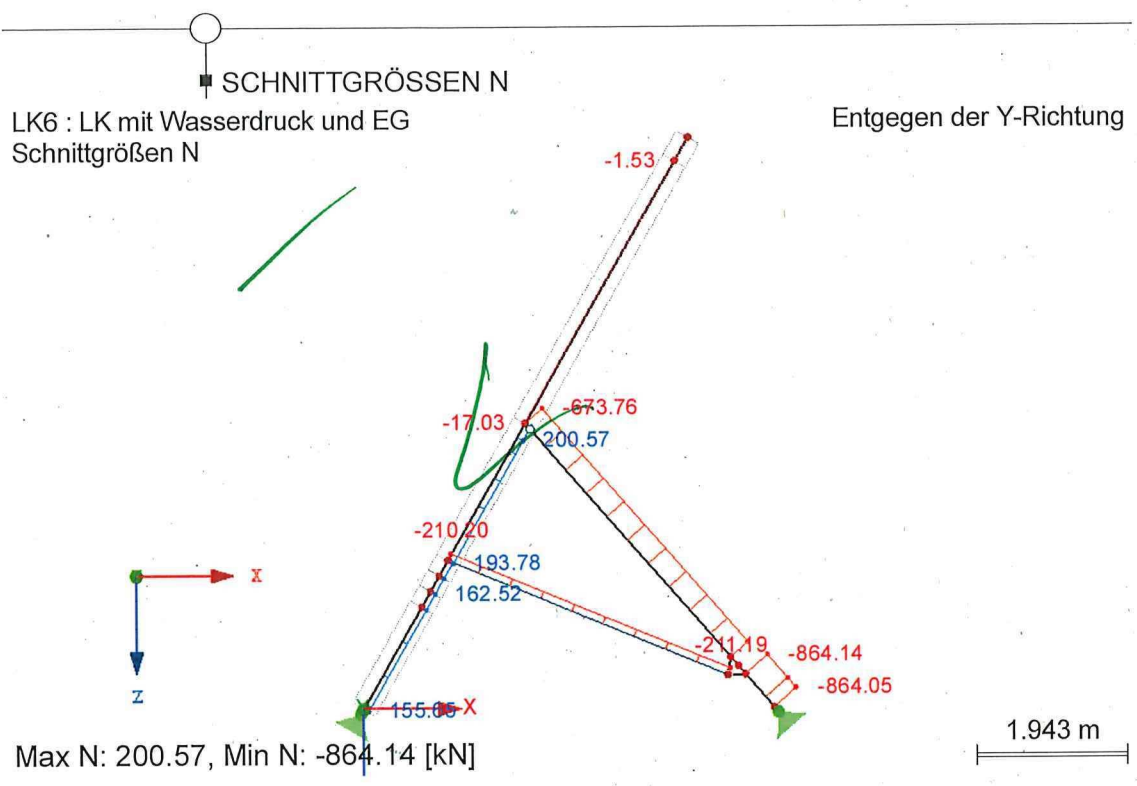 SCHNITTGRÖSSEN N
LK6 : LK mit Wasserdruck und EG
Schnittgrößen N
Entgegen der Y-Richtung
-1.53
-17.03
-673.76
200.57
-210.20
193.78
162.52
X
Z
-211.19
-864.14
-864.05
155.65
X
1.943 m
Max N: 200.57, Min N: -864.14 [kN]